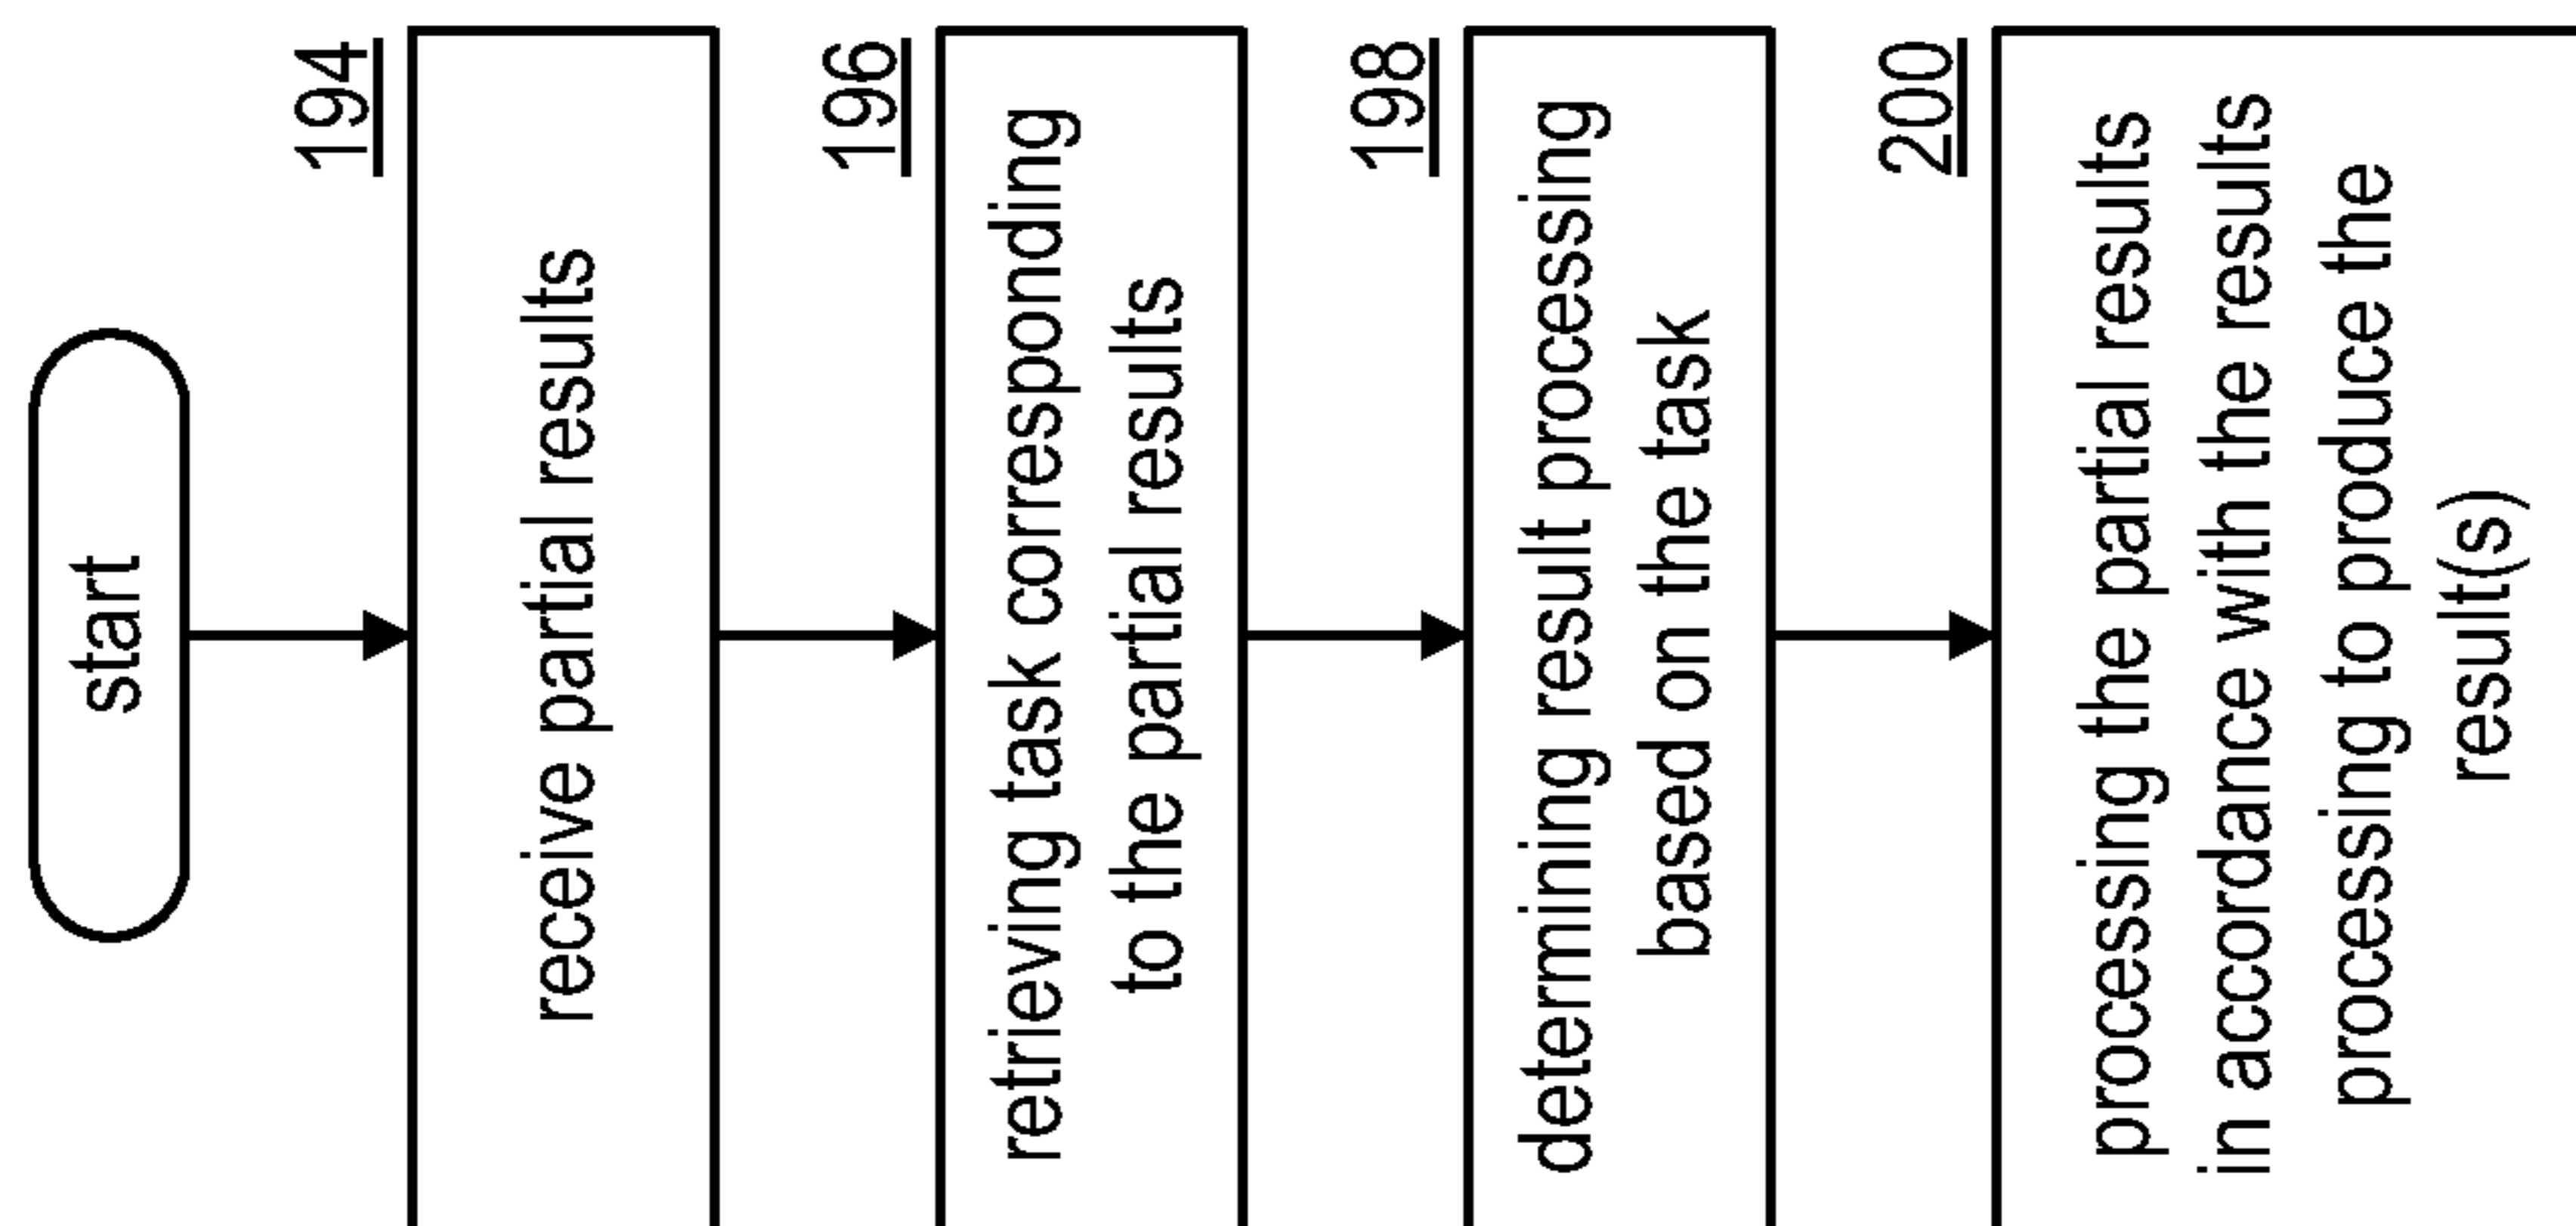 start
194
receive partial results
196
retrieving task corresponding
to the partial results
198
determining result processing
based on the task
200
processing the partial results
in accordance with the results
processing to produce the
result(s)